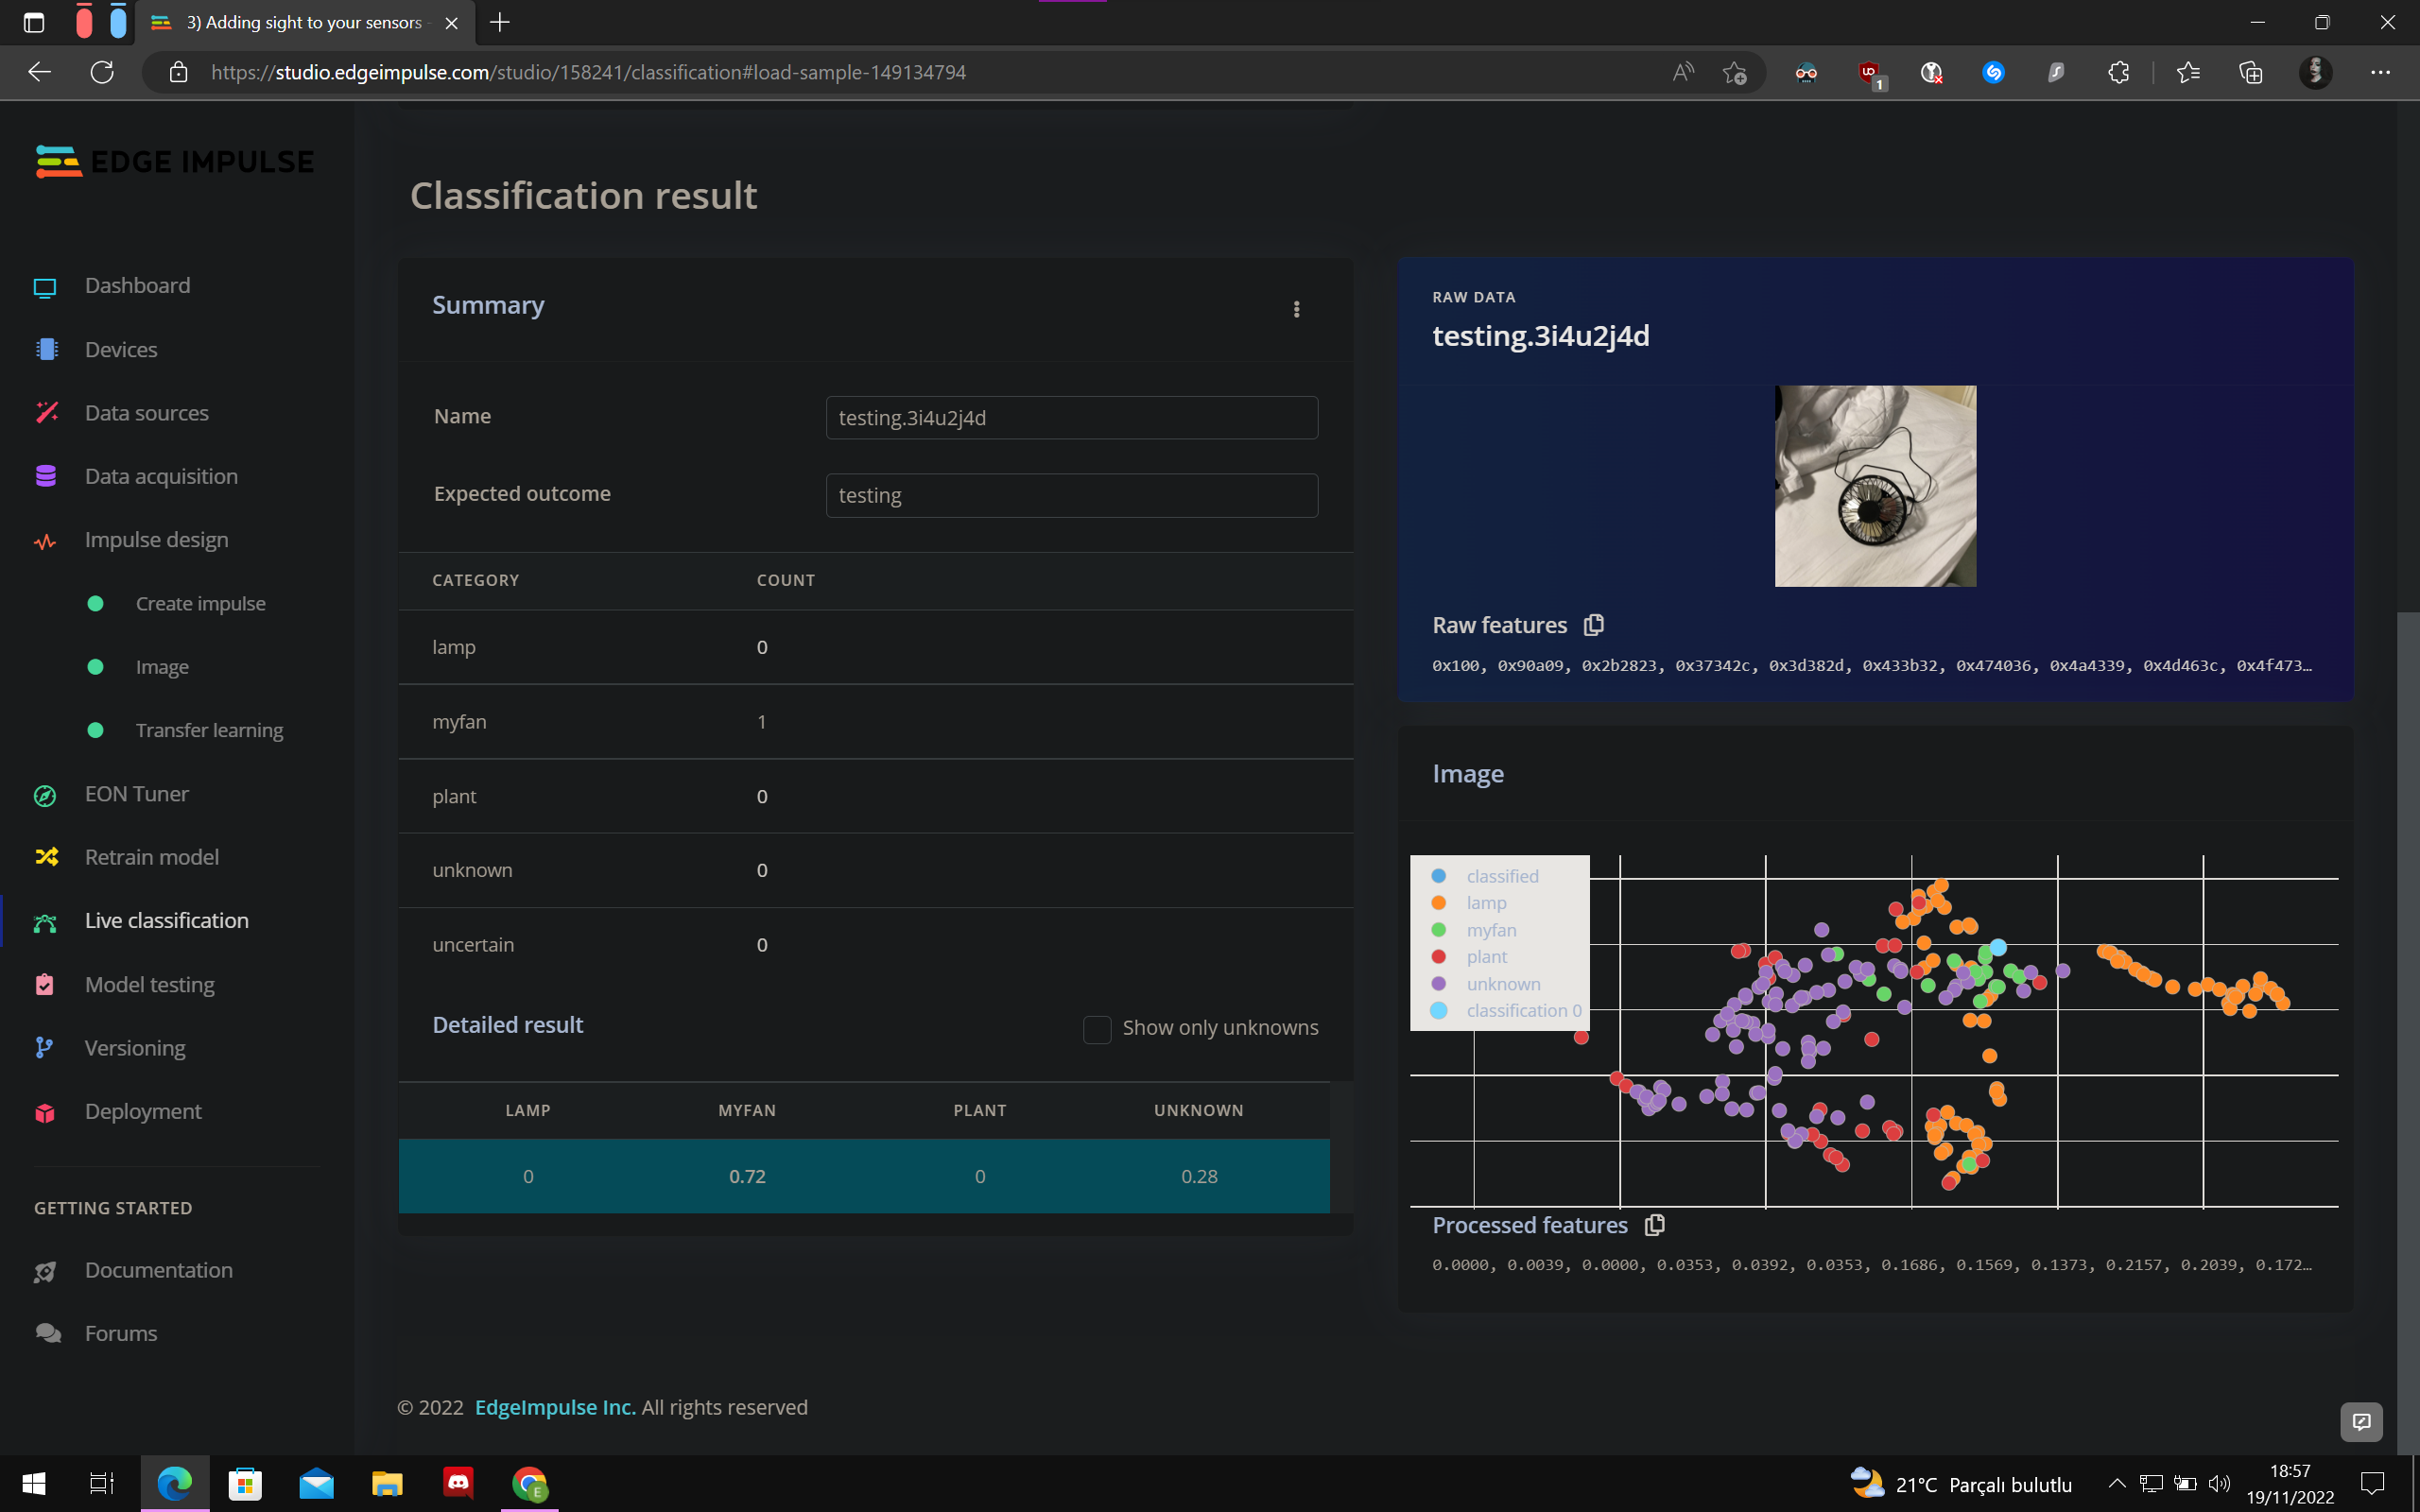 3) Adding sight to your sensors -
https://studio.edgeimpulse.com/studio/158241/classification#load-sample-149134794
1
EDGE IMPULSE
Dashboard
Devices
Data sources
Data acquisition
Impulse design
Create impulse
Image
Transfer learning
EON Tuner
Retrain model
Live classification
Model testing
Versioning
Deployment
GETTING STARTED
Documentation
Forums
Classification result
Summary
Name
testing.3i4u2j4d
Expected outcome
testing
CATEGORY COUNT
lamp 0
myfan 1
plant 0
unknown 0
uncertain 0
Detailed result
Show only unknowns
LAMP MYFAN PLANT UNKNOWN
0 0.72 0 0.28
RAW DATA
testing.3i4u2j4d
Raw features
0x100, 0x90a09, 0x2b2823, 0x37342c, 0x3d382d, 0x433b32, 0x474036, 0x4a4339, 0x4d463c, 0x4f473…
Image
classified
lamp
myfan
plant
unknown
classification 0
Processed features
0.0000, 0.0039, 0.0000, 0.0353, 0.0392, 0.0353, 0.1686, 0.1569, 0.1373, 0.2157, 0.2039, 0.172…
© 2022 EdgeImpulse Inc. All rights reserved
E
21°C Parçalı bulutlu
18:57
19/11/2022